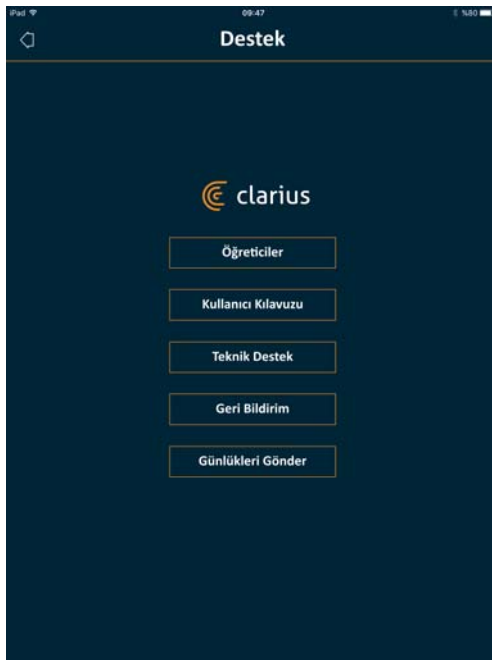 iPad 09:47 %80
Destek
clarius
Öğreticiler
Kullanıcı Kılavuzu
Teknik Destek
Geri Bildirim
Günlükleri Gönder